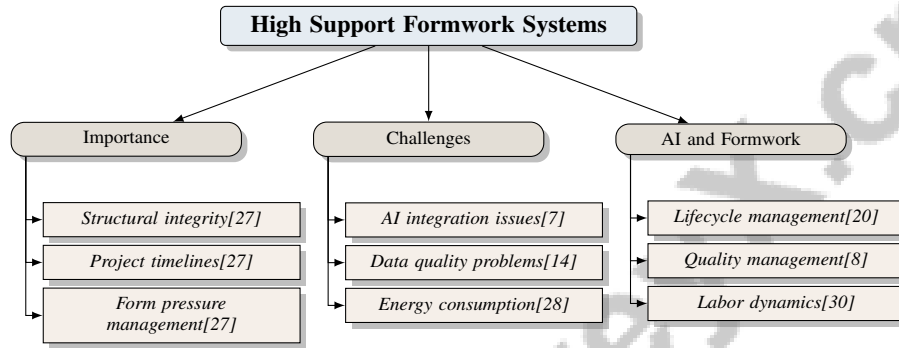 High Support Formwork Systems
Importance
Structural integrity[27]
Project timelines[27]
Form pressure
management[27]
Challenges
AI integration issues[7]
Data quality problems[14]
Energy consumption[28]
AI and Formwork
Lifecycle management[20]
Quality management[8]
Labor dynamics[30]